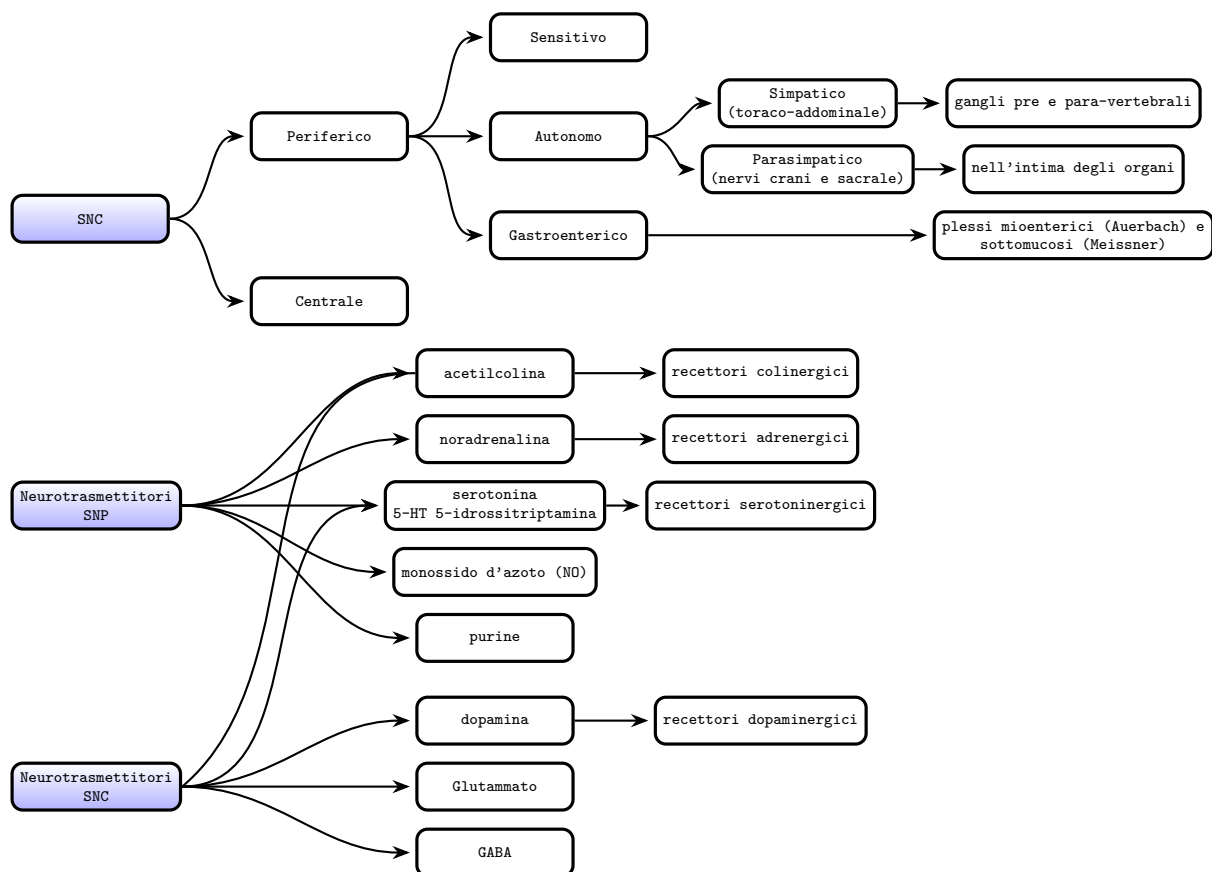 Sensitivo
Simpatico
(toraco-addominale)
gangli pre e para-vertebrali
Periferico
Autonomo
Parasimpatico
(nervi crani e sacrale)
nell'intima degli organi
SNC
Gastroenterico
plessi mioenterici (Auerbach) e
sottomucosi (Meissner)
Centrale
acetilcolina
recettori colinergici
noradrenalina
recettori adrenergici
Neurotrasmettitori
SNP
serotonina
5-HT 5-idrossitriptamina
recettori serotoninergici
monossido d'azoto (NO)
purine
dopamina
recettori dopaminergici
Neurotrasmettitori
SNC
Glutammato
GABA